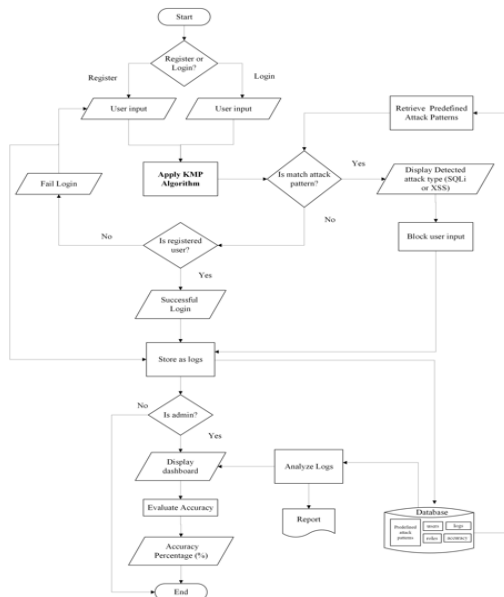 Start
Register or
Login?
Register
Login
User input
User input
Retrieve Predefined
Attack Patterns
Apply KMP
Algorithm
Is match attack
pattern?
Yes
Display Detected
attack type (SQLi
or XSS)
Fail Login
No
Block user input
No
Is registered
user?
Yes
Successful
Login
Store as logs
No
Is admin?
Yes
Display
dashboard
Analyze Logs
Evaluate Accuracy
Report
Database
Predefined
attack
patterns
users
logs
roles
accuracy
Accuracy
Percentage (%)
End